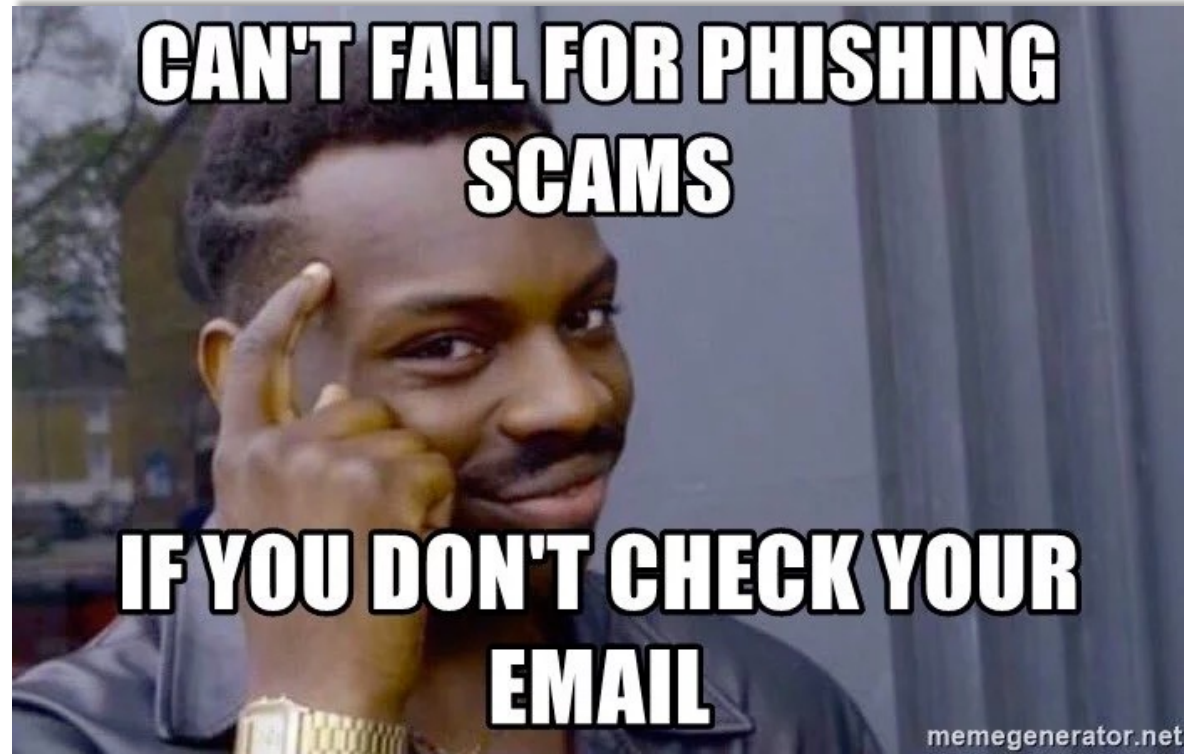 CAN'T FALL FOR PHISHING
SCAMS
IF YOU DON'T CHECK YOUR
EMAIL
memegenerator.net